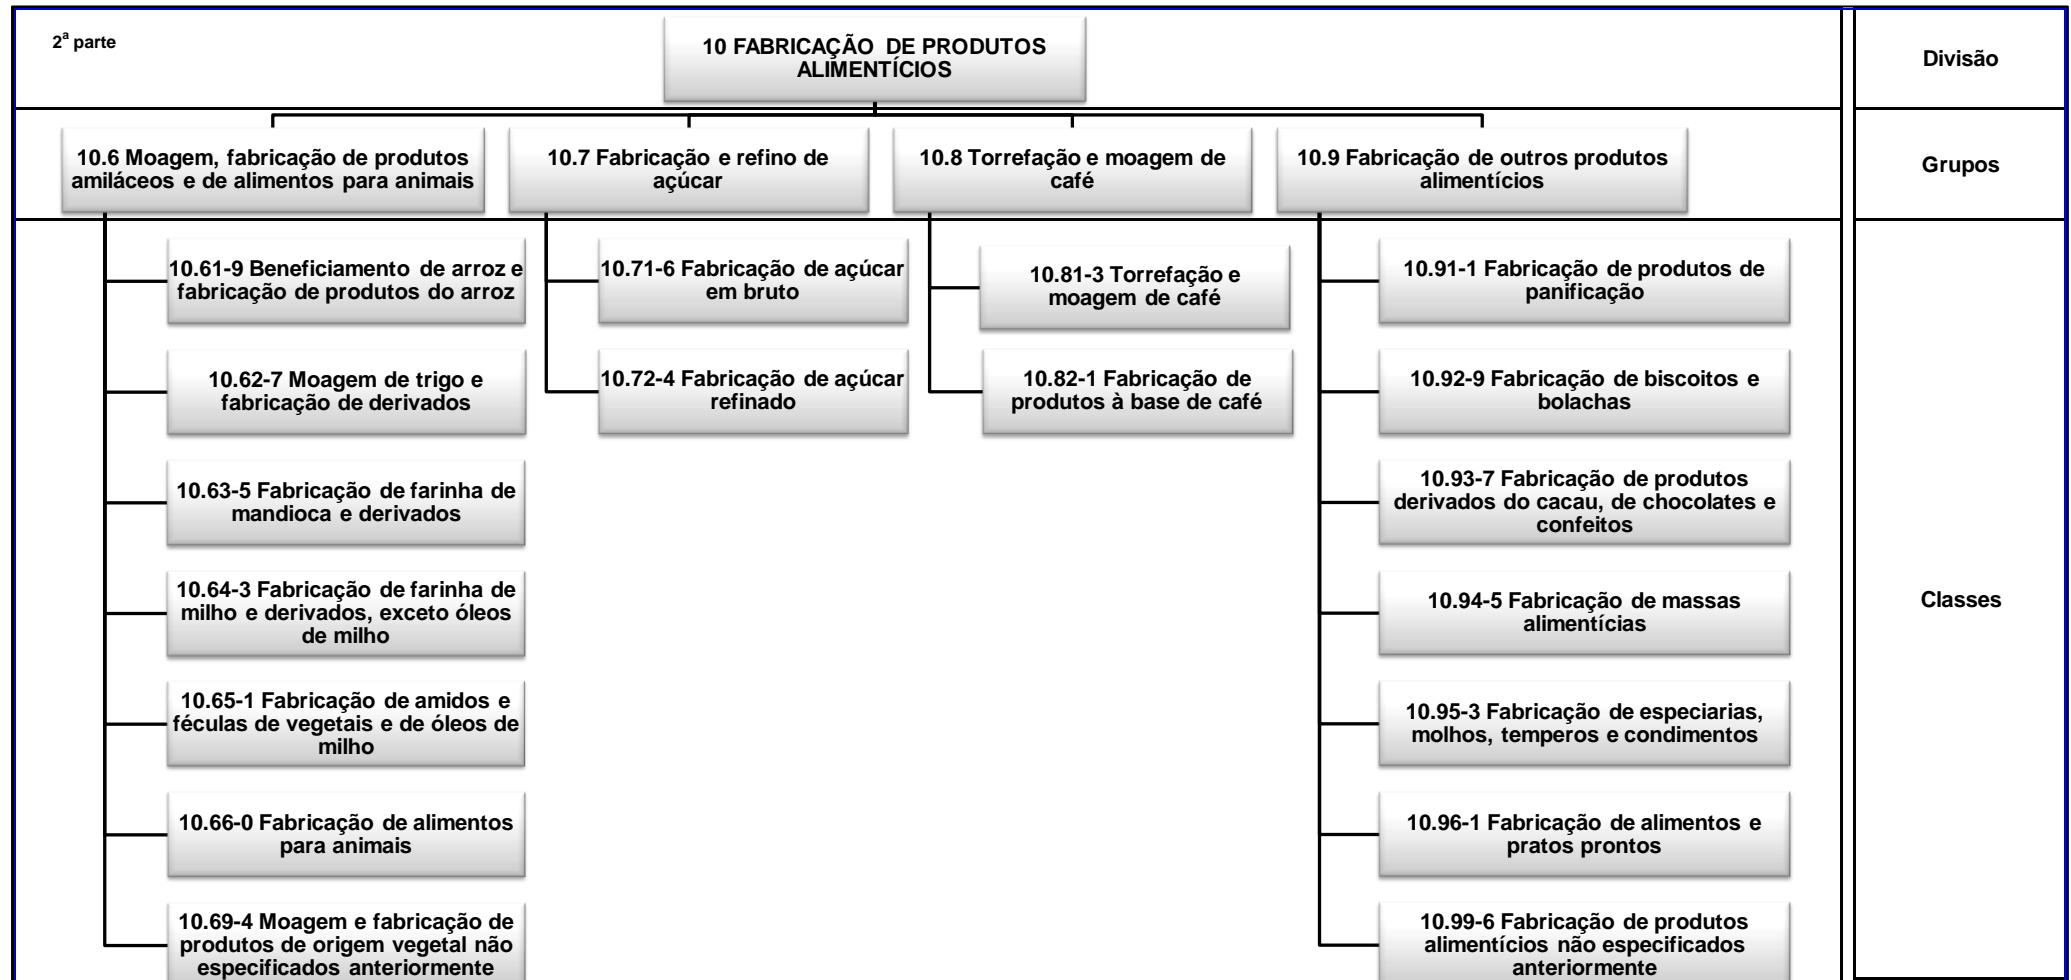 2ª parte
10 FABRICAÇÃO DE PRODUTOS
ALIMENTÍCIOS
Divisão
10.6 Moagem, fabricação de produtos
amiláceos e de alimentos para animais
10.7 Fabricação e refino de
açúcar
10.8 Torrefação e moagem de
café
10.9 Fabricação de outros produtos
alimentícios
Grupos
10.61-9 Beneficiamento de arroz e
fabricação de produtos do arroz
10.62-7 Moagem de trigo e
fabricação de derivados
10.63-5 Fabricação de farinha de
mandioca e derivados
10.64-3 Fabricação de farinha de
milho e derivados, exceto óleos
de milho
10.65-1 Fabricação de amidos e
féculas de vegetais e de óleos de
milho
10.66-0 Fabricação de alimentos
para animais
10.69-4 Moagem e fabricação de
produtos de origem vegetal não
especificados anteriormente
10.71-6 Fabricação de açúcar
em bruto
10.72-4 Fabricação de açúcar
refinado
10.81-3 Torrefação e
moagem de café
10.82-1 Fabricação de
produtos à base de café
10.91-1 Fabricação de produtos de
panificação
10.92-9 Fabricação de biscoitos e
bolachas
10.93-7 Fabricação de produtos
derivados do cacau, de chocolates e
confeitos
10.94-5 Fabricação de massas
alimentícias
10.95-3 Fabricação de especiarias,
molhos, temperos e condimentos
10.96-1 Fabricação de alimentos e
pratos prontos
10.99-6 Fabricação de produtos
alimentícios não especificados
anteriormente
Classes